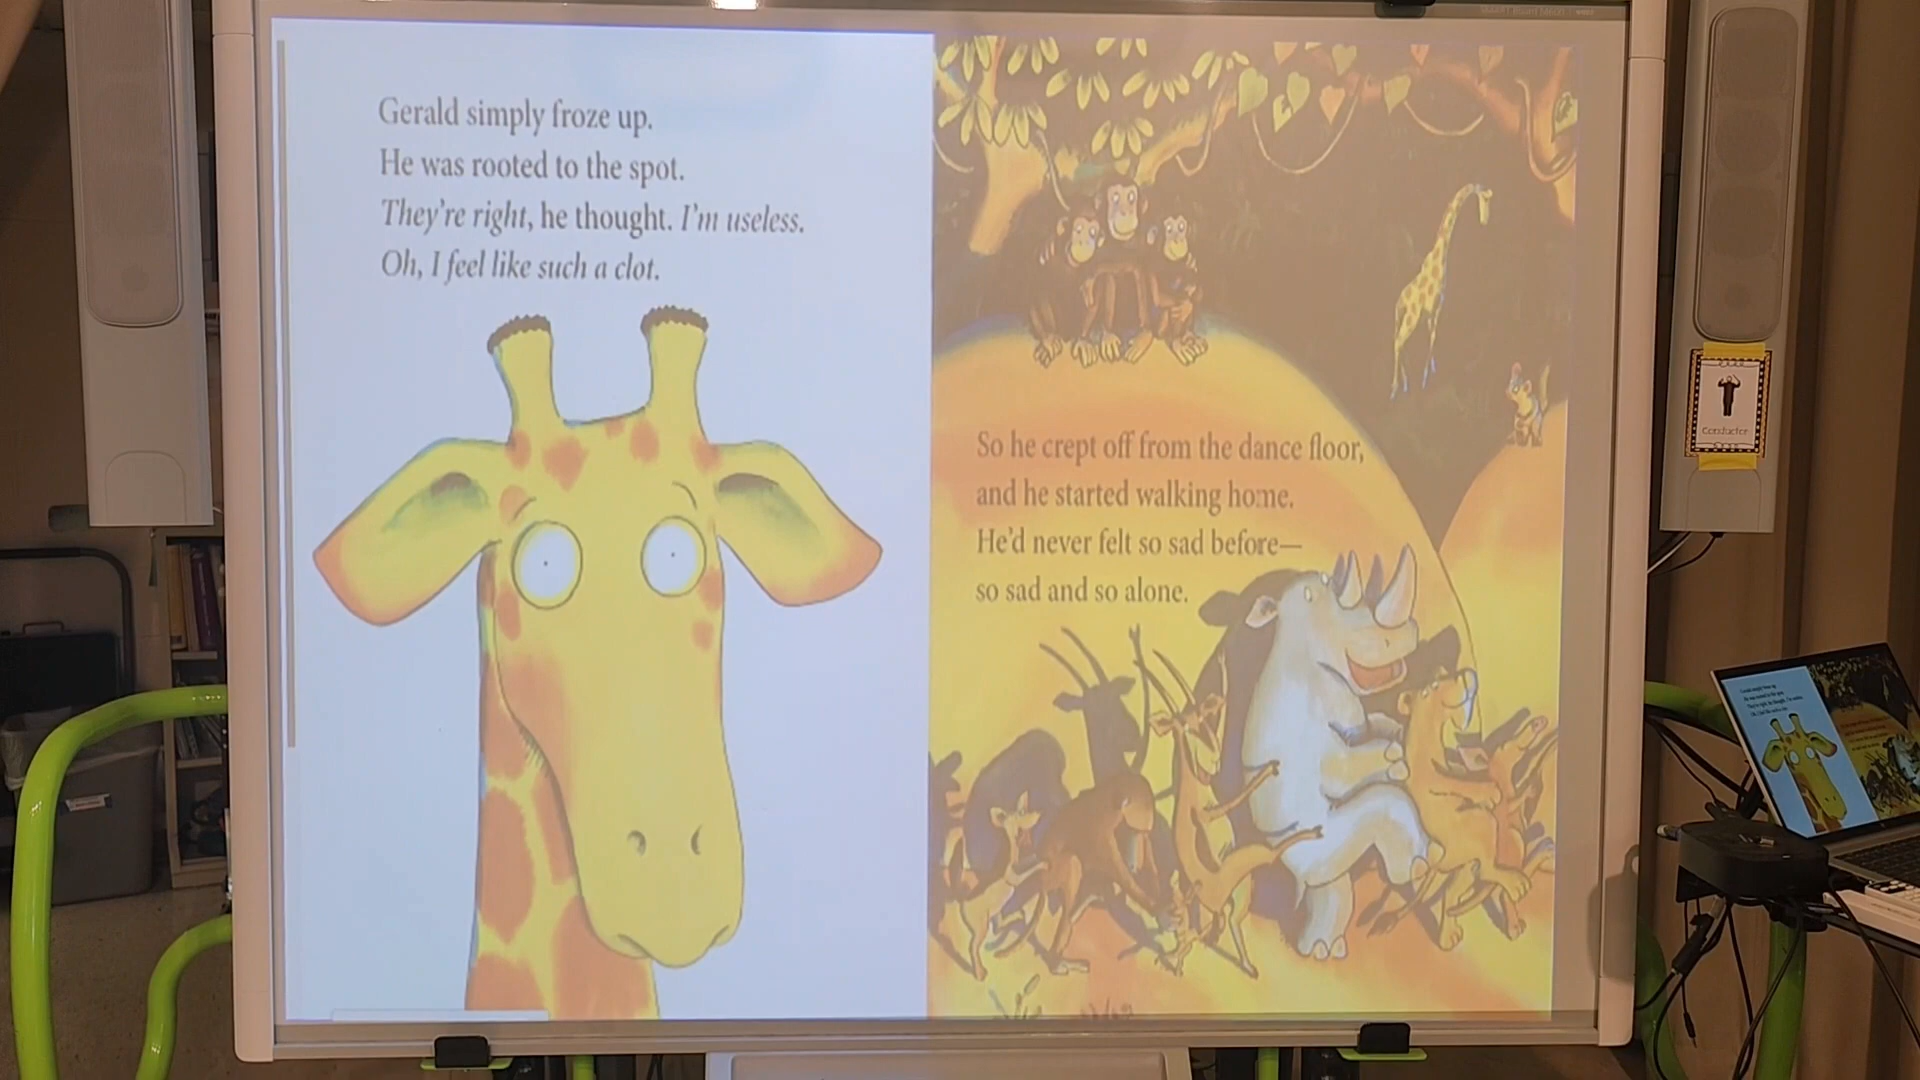 Gerald simply froze up.
He was rooted to the spot.
They're right, he thought. I'm useless.
Oh, I feel like such a clot.
So he crept off from the dance floor,
and he started walking home.
He'd never felt so sad before—
so sad and so alone.
Conductor